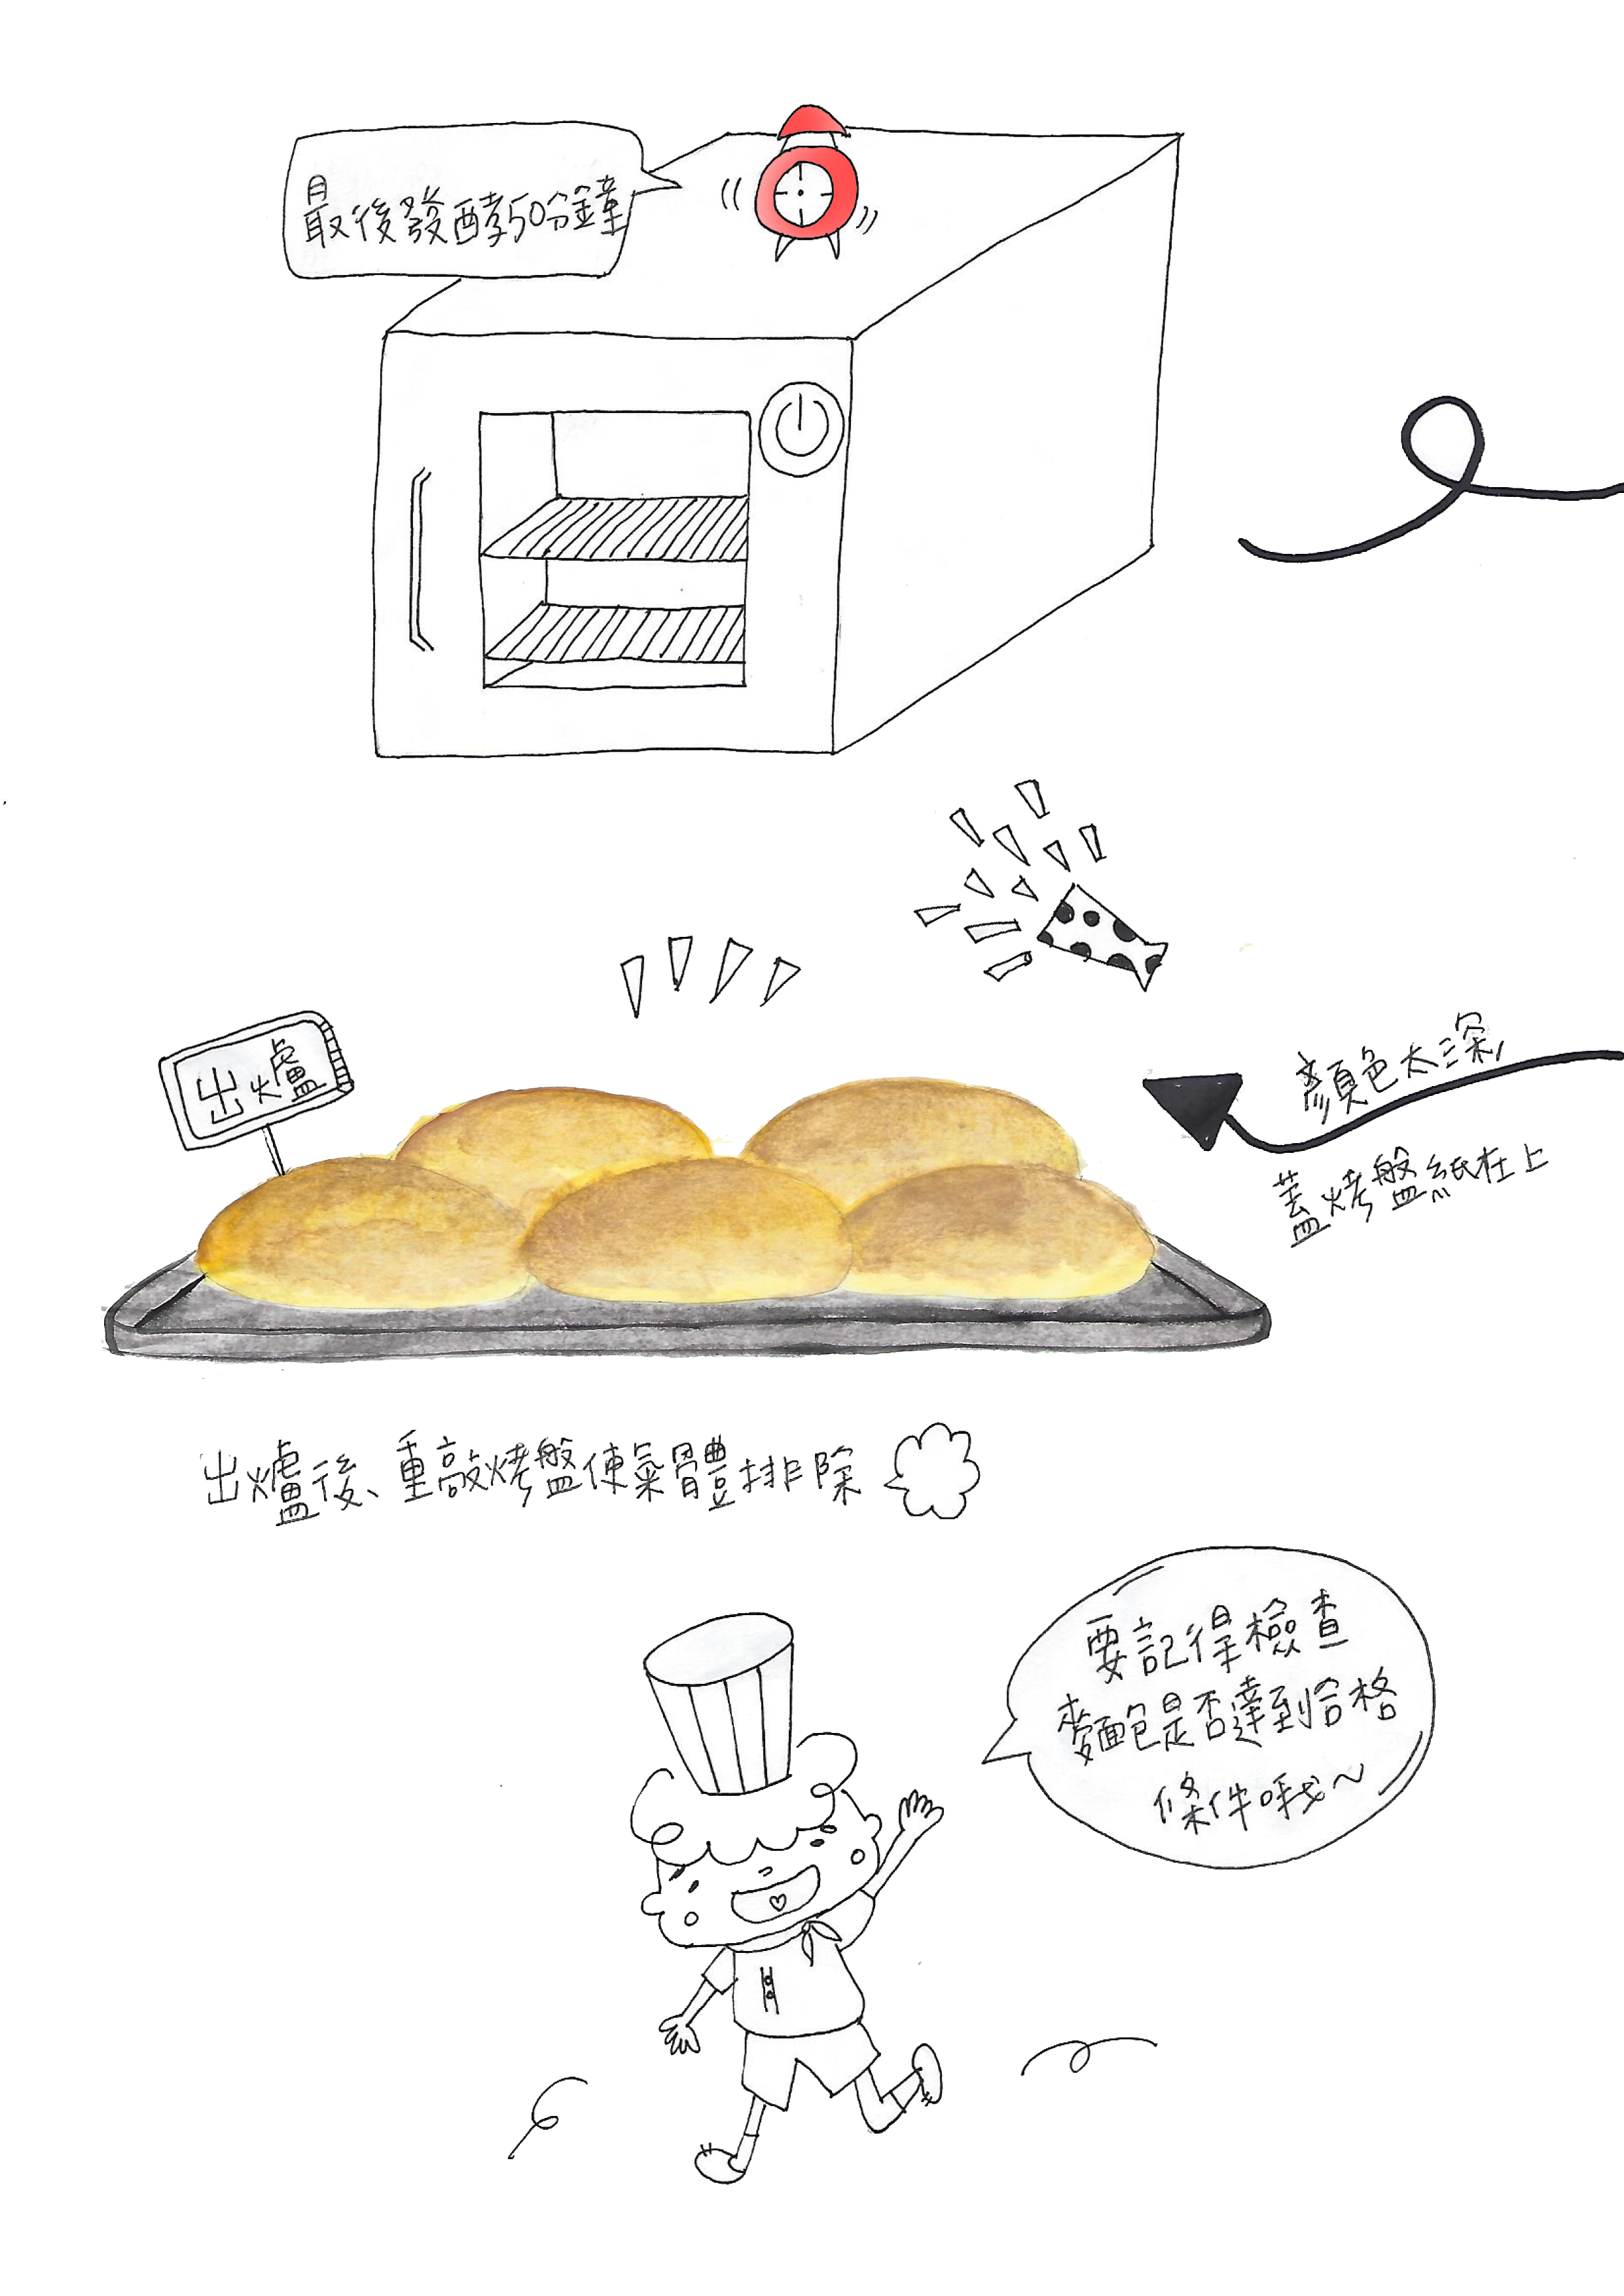 最後發酵50分鐘
出爐
顏色太深,
蓋烤盤紙在上
出爐後、重敲烤盤使氣體排除
要記得檢查
麵包是否達到合格
條件哦~